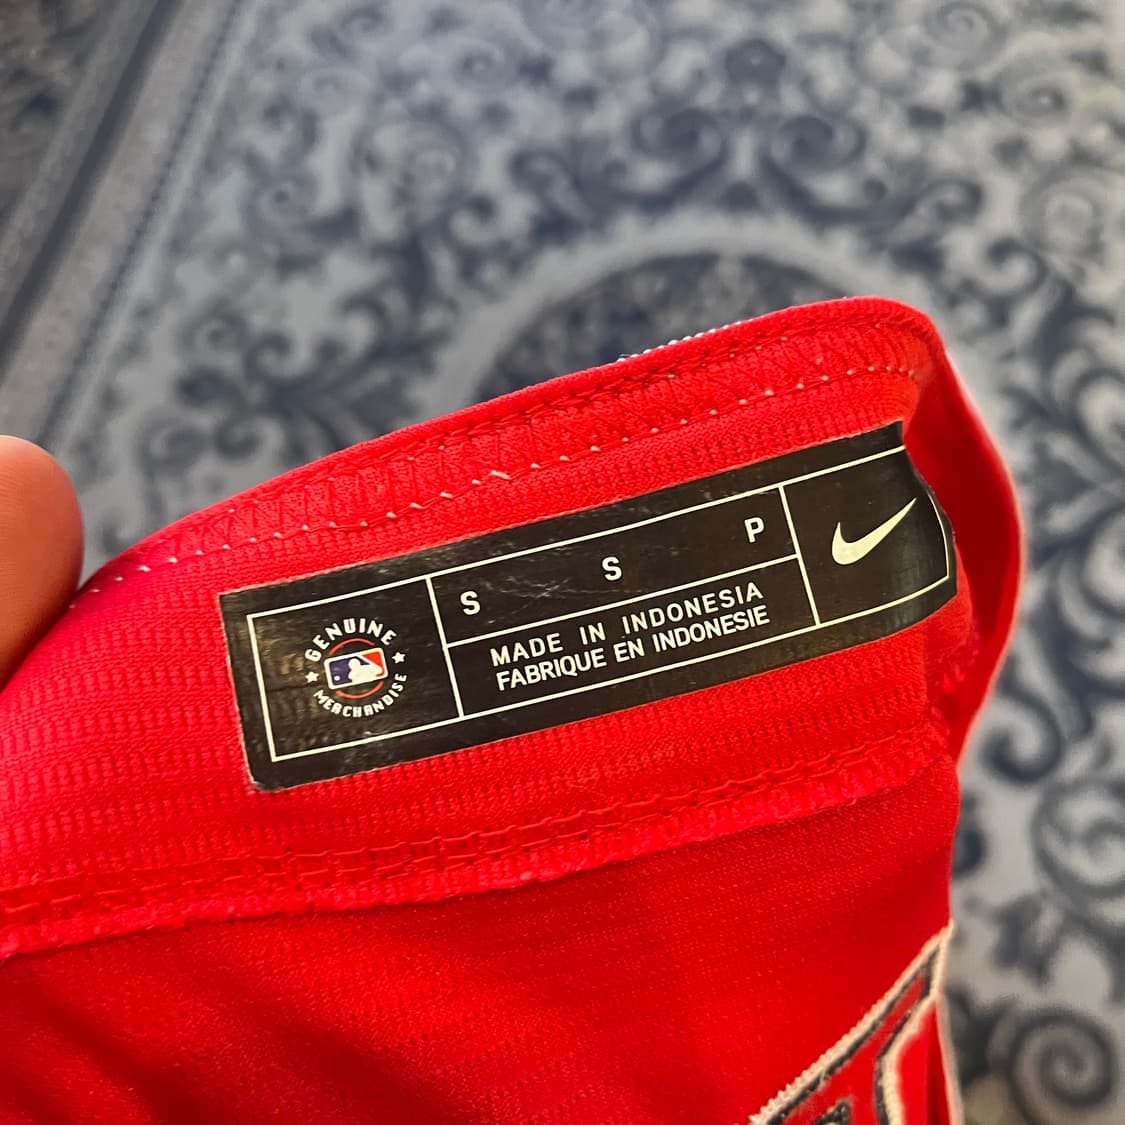 GENUINE
MERCHANDISE
S S P
MADE IN INDONESIA
FABRIQUE EN INDONESIE